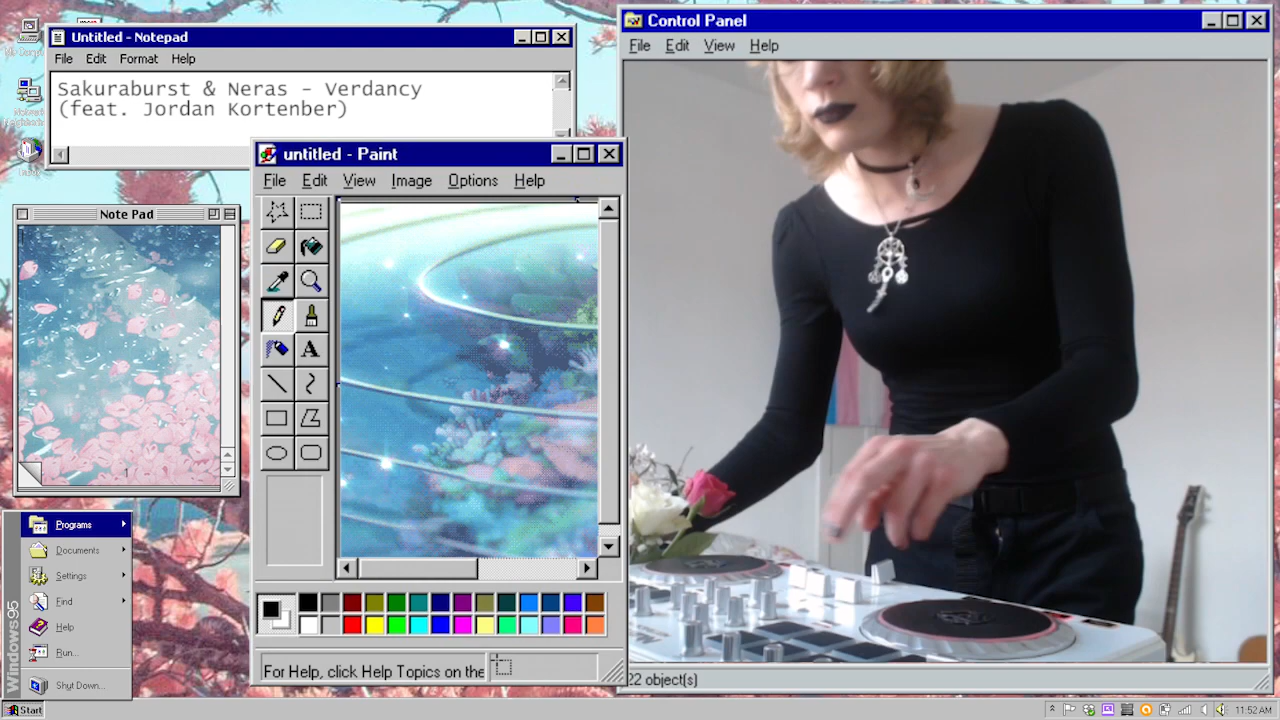 Untitled - Notepad
File Edit Format Help
Sakuraburst & Neras - Verdancy
(feat. Jordan Kortenber)
Control Panel
File Edit View Help
untitled - Paint
File Edit View Image Options Help
A
For Help, click Help Topics on the
Note Pad
1
Programs
Documents
Settings
Find
Help
Run...
Shut Down...
Windows95
Start
22 object(s)
11:52 AM